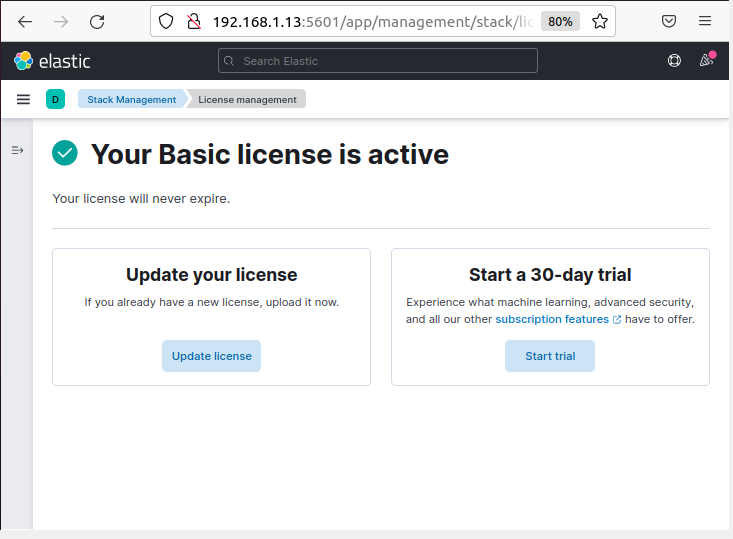 192.168.1.13:5601/app/management/stack/lic
80%
elastic
Search Elastic
D
Stack Management
License management
Your Basic license is active
Your license will never expire.
Update your license
If you already have a new license, upload it now.
Update license
Start a 30-day trial
Experience what machine learning, advanced security,
and all our other subscription features have to offer.
Start trial